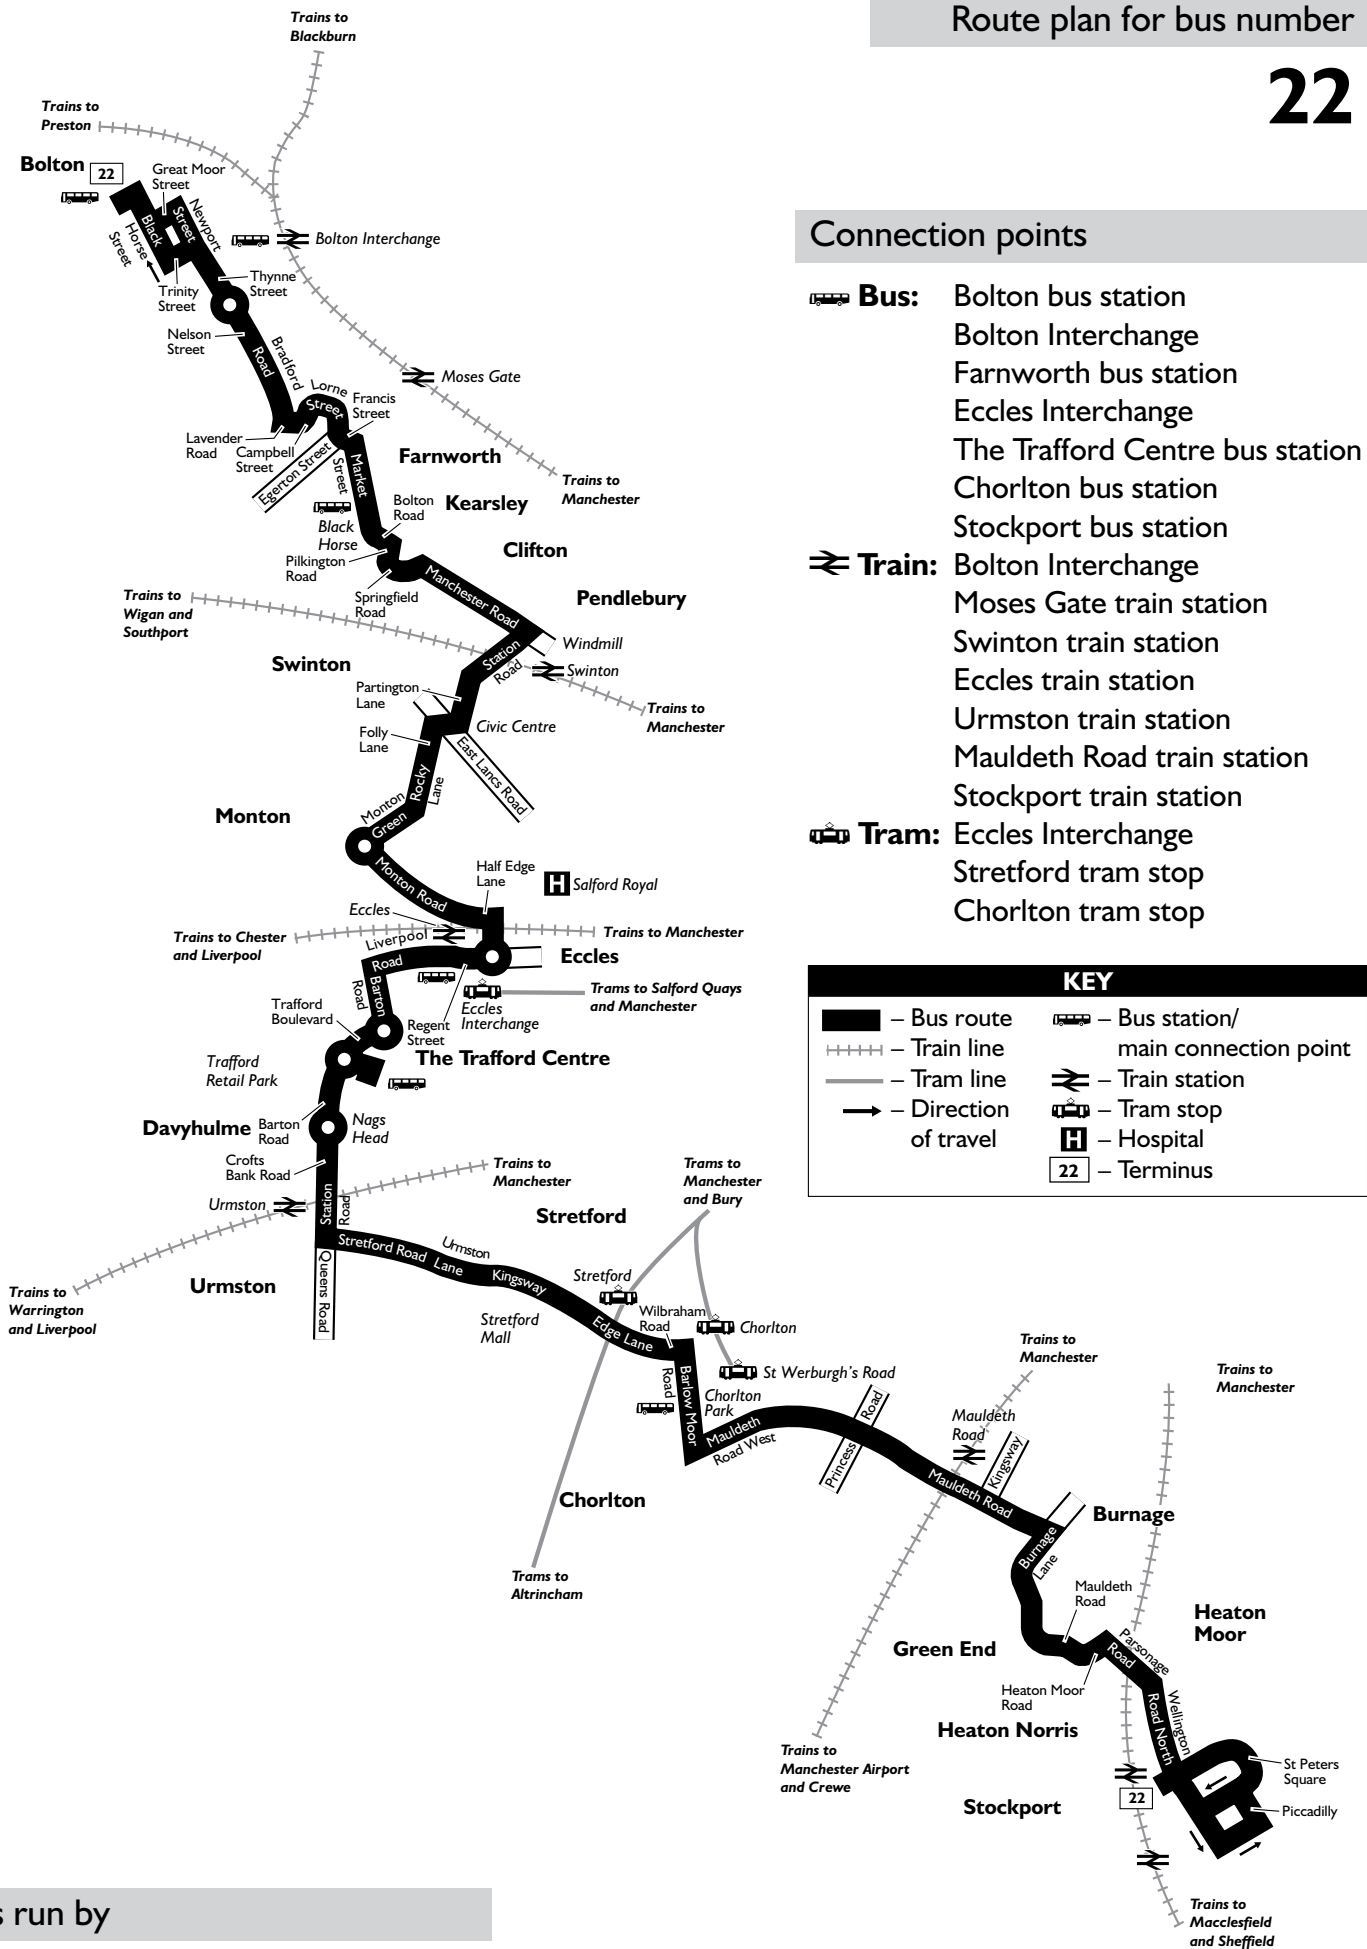 Route plan for bus number
22
Trains to
Blackburn
Trains to
Preston
Bolton
22
Great Moor
Street
Newport
Street
Black
Horse
Street
Bolton Interchange
Thynne
Street
Trinity
Street
Nelson
Street
Bradford
Road
Moses Gate
Lorne
Street
Francis
Street
Lavender
Road
Campbell
Street
Egerton Street
Market
Street
Farnworth
Trains to
Manchester
Bolton
Road
Kearsley
Black
Horse
Clifton
Pilkington
Road
Springfield
Road
Manchester Road
Pendlebury
Trains to
Wigan and
Southport
Windmill
Station
Road
Swinton
Swinton
Partington
Lane
Trains to
Manchester
Civic Centre
Folly
Lane
East Lancs Road
Rocky
Lane
Monton
Green
Monton
Monton Road
Half Edge
Lane
H
Salford Royal
Eccles
Trains to Chester
and Liverpool
Trains to Manchester
Liverpool
Road
Eccles
Barton
Road
Trams to Salford Quays
and Manchester
Eccles
Interchange
Trafford
Boulevard
Regent
Street
The Trafford Centre
Trafford
Retail Park
Davyhulme
Barton
Road
Nags
Head
Crofts
Bank Road
Trains to
Manchester
Urmston
Station
Road
Trams to
Manchester
and Bury
Stretford
Stretford Road
Urmston
Lane
Kingsway
Queens Road
Urmston
Trains to
Warrington
and Liverpool
Stretford
Stretford
Mall
Edge Lane
Wilbraham
Road
Chorlton
St Werburgh's Road
Barlow Moor
Road
Chorlton
Park
Mauldeth
Road West
Princess
Road
Trains to
Manchester
Trains to
Manchester
Mauldeth
Road
Kingsway
Mauldeth Road
Chorlton
Burnage
Burnage
Lane
Trams to
Altrincham
Mauldeth
Road
Heaton
Moor
Green End
Parsonage
Road
Heaton Moor
Road
Wellington
Road North
Heaton Norris
Trains to
Manchester Airport
and Crewe
St Peters
Square
22
Stockport
Piccadilly
Trains to
Macclesfield
and Sheffield
Connection points
Bus: Bolton bus station
Bolton Interchange
Farnworth bus station
Eccles Interchange
The Trafford Centre bus station
Chorlton bus station
Stockport bus station
Train: Bolton Interchange
Moses Gate train station
Swinton train station
Eccles train station
Urmston train station
Mauldeth Road train station
Stockport train station
Tram: Eccles Interchange
Stretford tram stop
Chorlton tram stop
KEY
– Bus route
– Train line
– Tram line
– Direction
of travel
– Bus station/
main connection point
– Train station
– Tram stop
H – Hospital
22 – Terminus
s run by